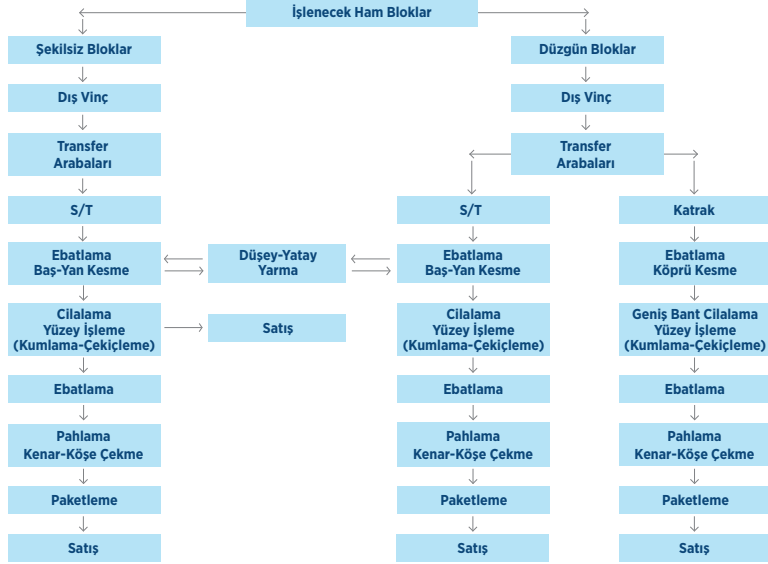 İşlenecek Ham Bloklar
Şekilsiz Bloklar
Düzgün Bloklar
Dış Vinç
Dış Vinç
Transfer
Arabaları
Transfer
Arabaları
S/T
S/T
Katrak
Ebatlama
Baş-Yan Kesme
Düşey-Yatay
Yarma
Ebatlama
Baş-Yan Kesme
Ebatlama
Köprü Kesme
Cilalama
Yüzey İşleme
(Kumlama-Çekiçleme)
Satış
Cilalama
Yüzey İşleme
(Kumlama-Çekiçleme)
Geniş Bant Cilalama
Yüzey İşleme
(Kumlama-Çekiçleme)
Ebatlama
Ebatlama
Ebatlama
Pahlama
Kenar-Köşe Çekme
Pahlama
Kenar-Köşe Çekme
Pahlama
Kenar-Köşe Çekme
Paketleme
Paketleme
Paketleme
Satış
Satış
Satış